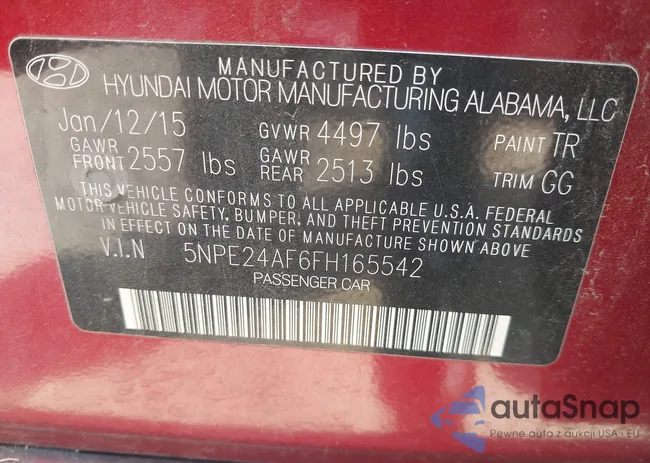 MANUFACTURED BY
HYUNDAI MOTOR MANUFACTURING ALABAMA, LLC
Jan/12/15 GVWR 4497 lbs PAINT TR
GAWR FRONT 2557 lbs GAWR REAR 2513 lbs TRIM GG
THIS VEHICLE CONFORMS TO ALL APPLICABLE U.S.A. FEDERAL
MOTOR VEHICLE SAFETY, BUMPER, AND THEFT PREVENTION STANDARDS
IN EFFECT ON THE DATE OF MANUFACTURE SHOWN ABOVE
V.I.N 5NPE24AF6FH165542
PASSENGER CAR
autaSnap
Pewne auta z aukcji USA i EU